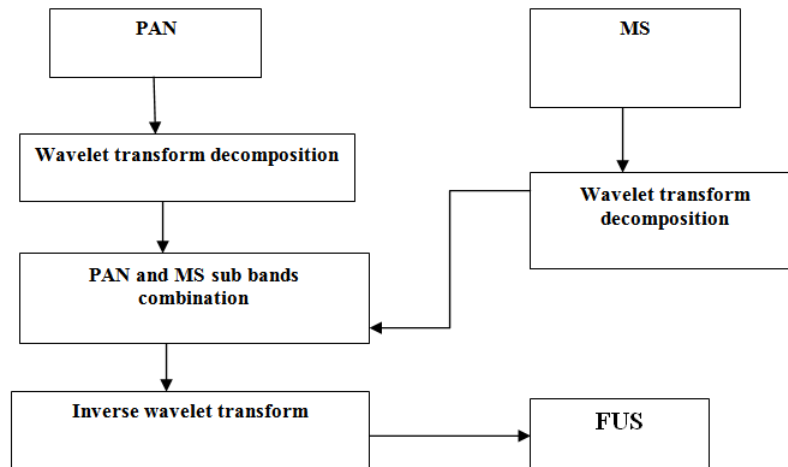 PAN
MS
Wavelet transform decomposition
Wavelet transform
decomposition
PAN and MS sub bands
combination
Inverse wavelet transform
FUS